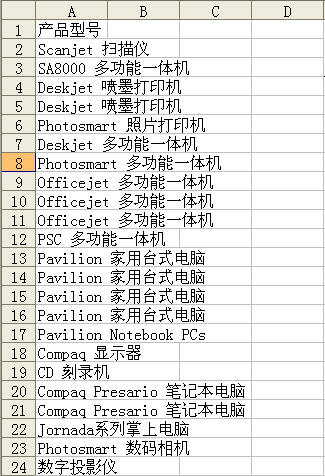 A B C D
1 产品型号
2 Scanjet 扫描仪
3 SA8000 多功能一体机
4 Deskjet 喷墨打印机
5 Deskjet 喷墨打印机
6 Photosmart 照片打印机
7 Deskjet 多功能一体机
8 Photosmart 多功能一体机
9 Officejet 多功能一体机
10 Officejet 多功能一体机
11 Officejet 多功能一体机
12 PSC 多功能一体机
13 Pavilion 家用台式电脑
14 Pavilion 家用台式电脑
15 Pavilion 家用台式电脑
16 Pavilion 家用台式电脑
17 Pavilion Notebook PCs
18 Compaq 显示器
19 CD 刻录机
20 Compaq Presario 笔记本电脑
21 Compaq Presario 笔记本电脑
22 Jornada系列掌上电脑
23 Photosmart 数码相机
24 数字投影仪